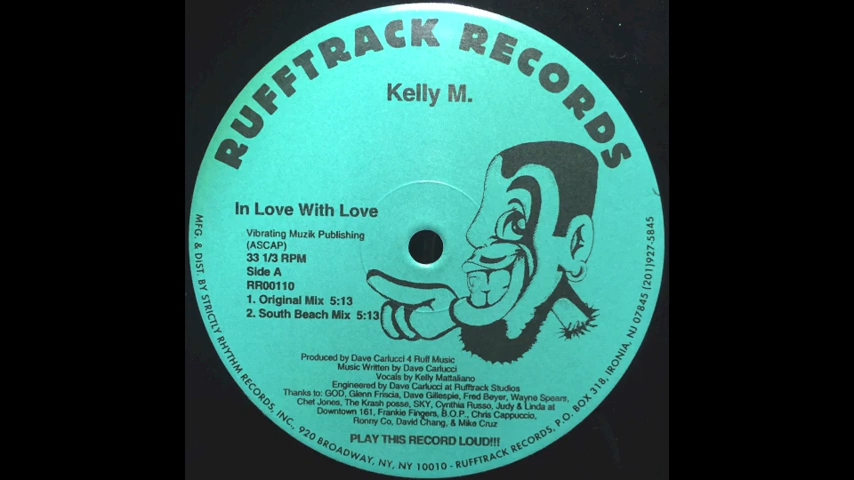 RUFFTRACK RECORDS
Kelly M.
In Love With Love
Vibrating Muzik Publishing
(ASCAP)
33 1/3 RPM
Side A
RR00110
1. Original Mix 5:13
2. South Beach Mix 5:13
Produced by Dave Carlucci 4 Ruff Music
Music Written by Dave Carlucci
Vocals by Kelly Mattaliano
Engineered by Dave Carlucci at Rufftrack Studios
Thanks to: GOD, Glenn Friscia, Dave Gillespie, Fred Beyer, Wayne Spears,
Chet Jones, The Krash posse, SKY, Cynthia Russo, Judy & Linda at
Downtown 161, Frankie Fingers, B.O.P., Chris Cappuccio,
Ronny Co, David Chang, & Mike Cruz
PLAY THIS RECORD LOUD!!!
MFG. & DIST. BY STRICTLY RHYTHM RECORDS, INC., 920 BROADWAY, NY, NY 10010 - RUFFTRACK RECORDS, P.O. BOX 318, IRONIA, NJ 07845 (201)927-5845